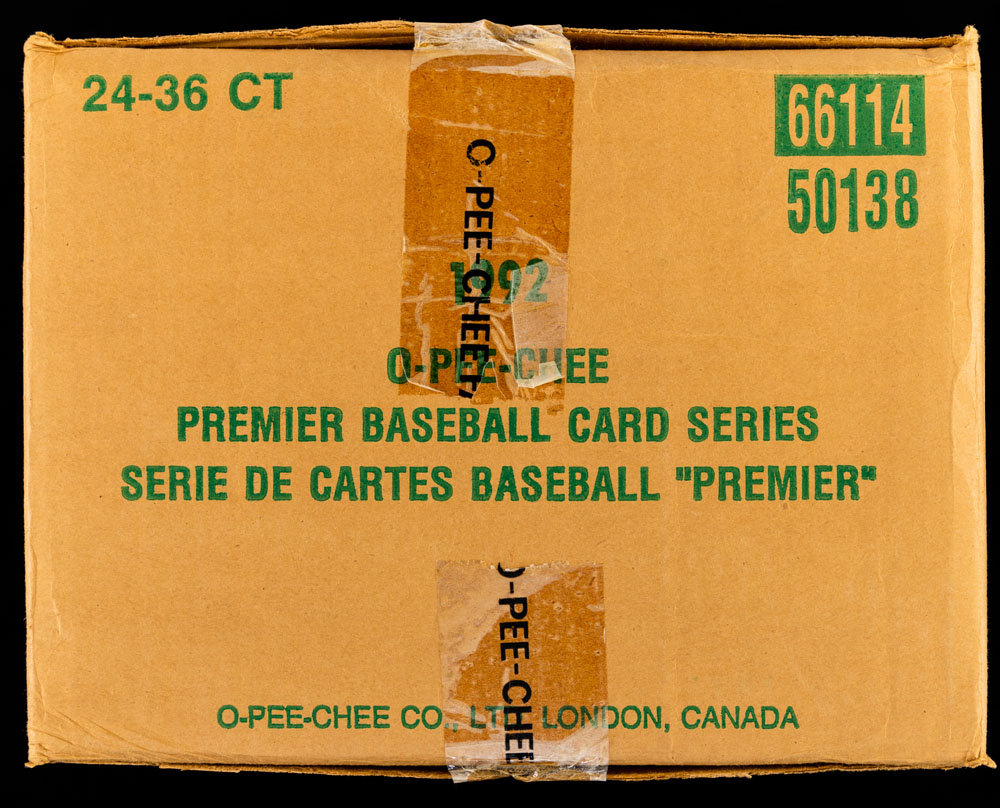 24-36 CT
66114
50138
1992
O-PEE-CHEE
PREMIER BASEBALL CARD SERIES
SERIE DE CARTES BASEBALL "PREMIER"
O-PEE-CHEE CO., LTD. LONDON, CANADA
O-PEE-CHEE
O-PEE-CHEE